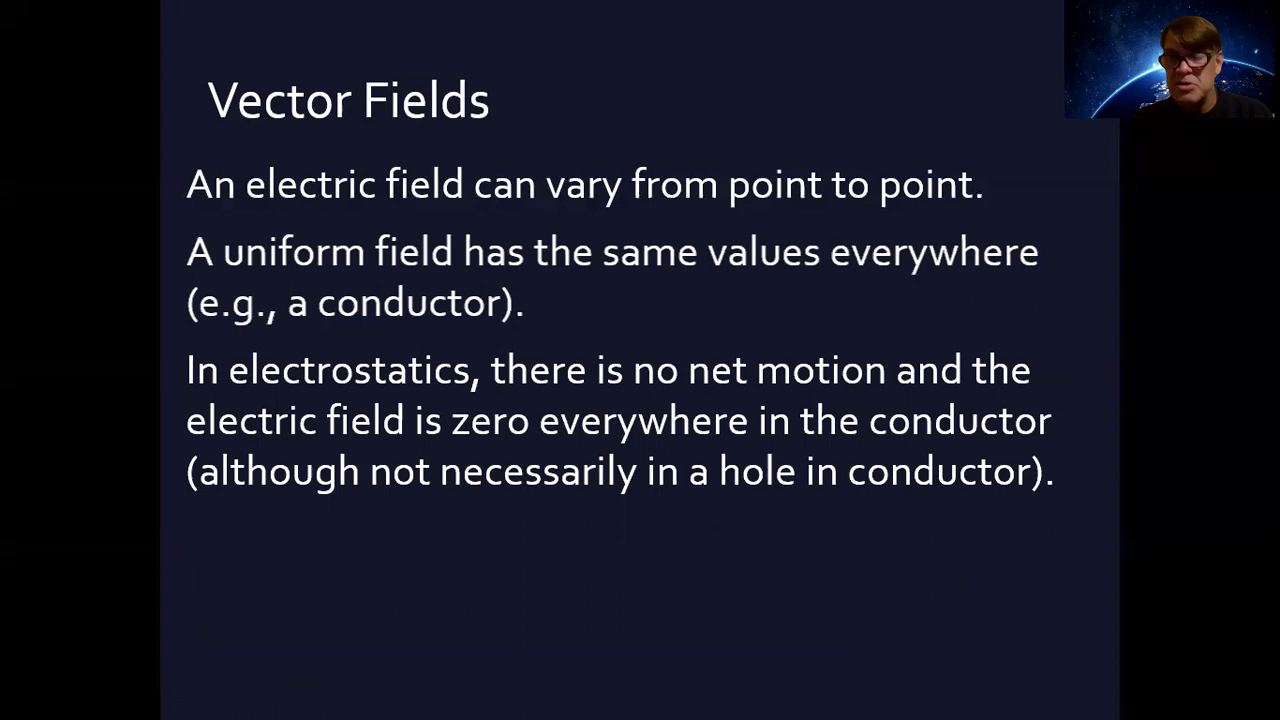 Vector Fields
An electric field can vary from point to point.
A uniform field has the same values everywhere
(e.g., a conductor).
In electrostatics, there is no net motion and the
electric field is zero everywhere in the conductor
(although not necessarily in a hole in conductor).